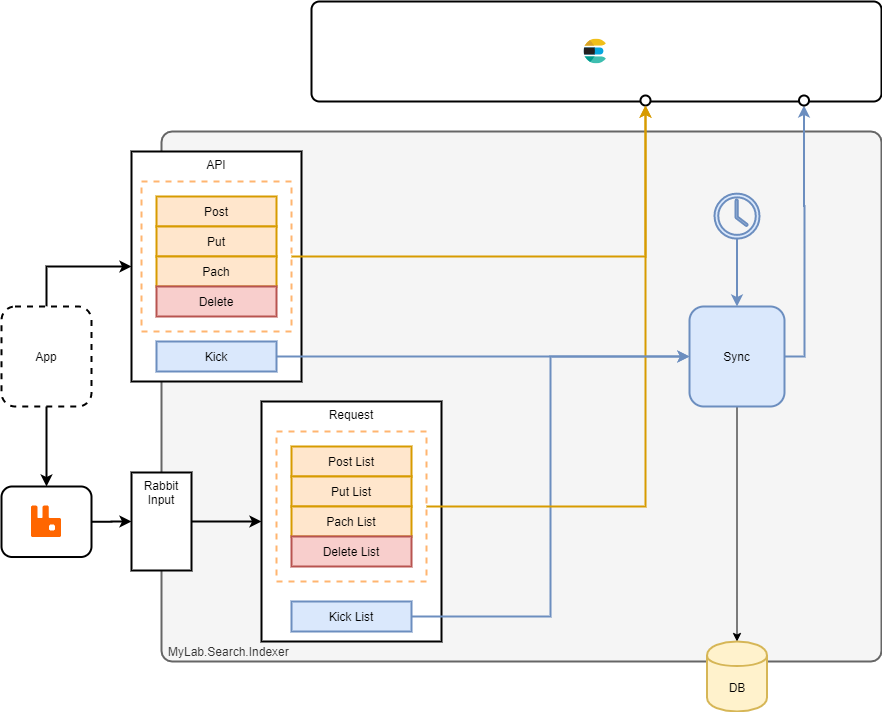 API
Post
Put
Pach
Delete
Kick
App
Sync
Request
Post List
Put List
Pach List
Delete List
Kick List
Rabbit
Input
MyLab.Search.Indexer
DB